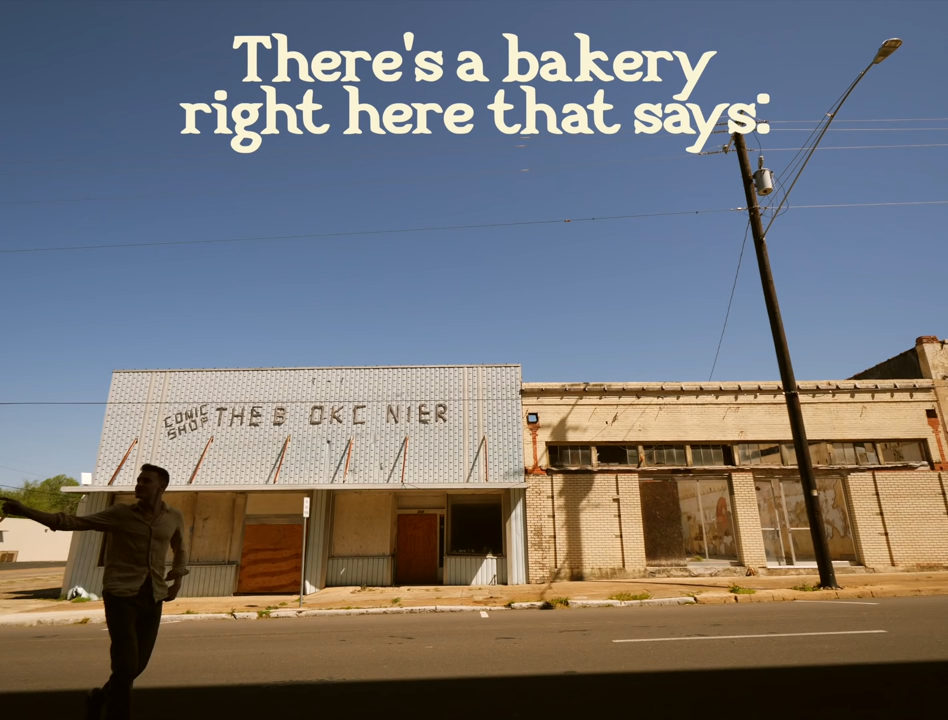 There's a bakery
right here that says:
COMIC
SHOP
THE B OKC NIER